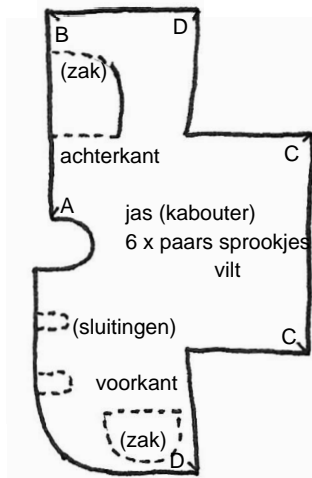 B
D
(zak)
achterkant
C
A
jas (kabouter)
6 x paars sprookjes
vilt
(sluitingen)
C
voorkant
(zak)
D